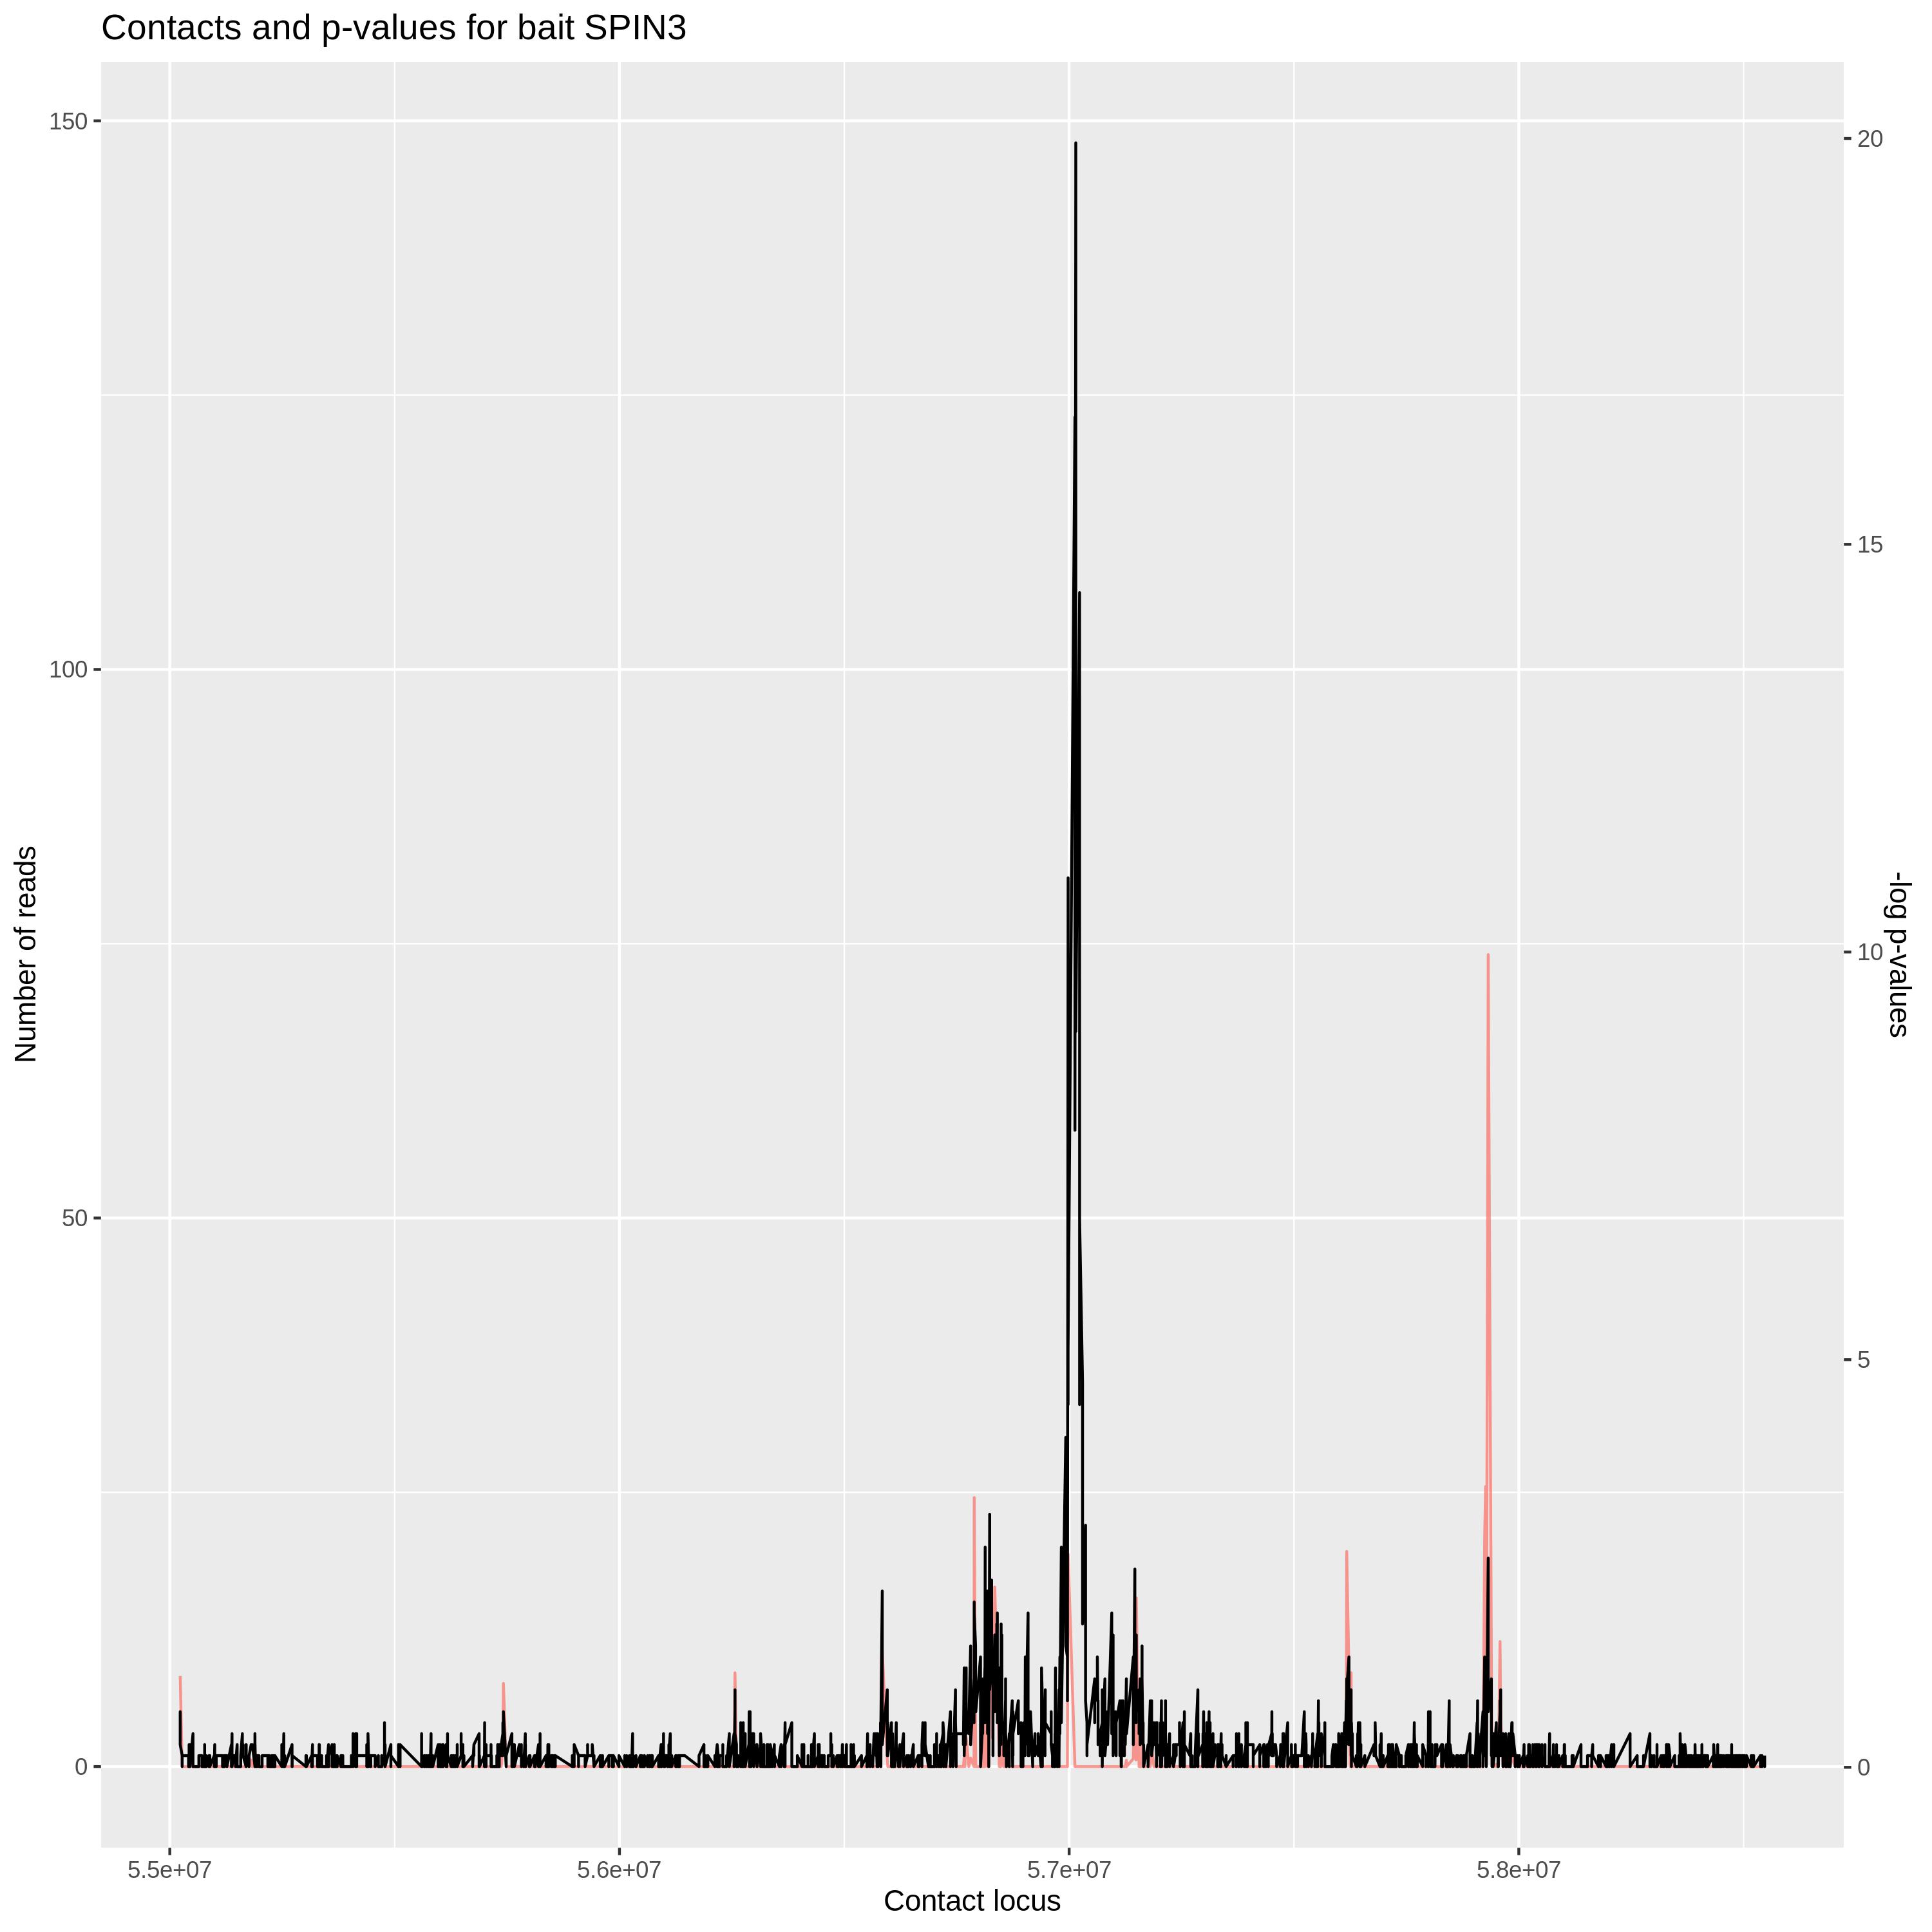 Contacts and p-values for bait SPIN3
150
100
50
0
Number of reads
20
15
10
5
0
-log p-values
5.5e+07 5.6e+07 5.7e+07 5.8e+07
Contact locus